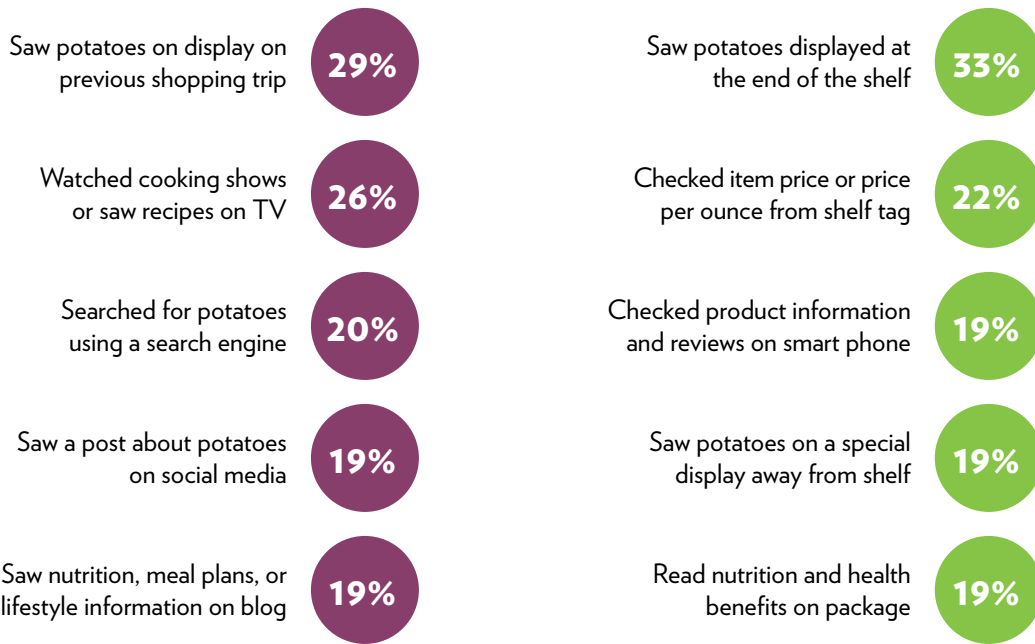 Saw potatoes on display on
previous shopping trip
29%
Watched cooking shows
or saw recipes on TV
26%
Searched for potatoes
using a search engine
20%
Saw a post about potatoes
on social media
19%
Saw nutrition, meal plans, or
lifestyle information on blog
19%
Saw potatoes displayed at
the end of the shelf
33%
Checked item price or price
per ounce from shelf tag
22%
Checked product information
and reviews on smart phone
19%
Saw potatoes on a special
display away from shelf
19%
Read nutrition and health
benefits on package
19%